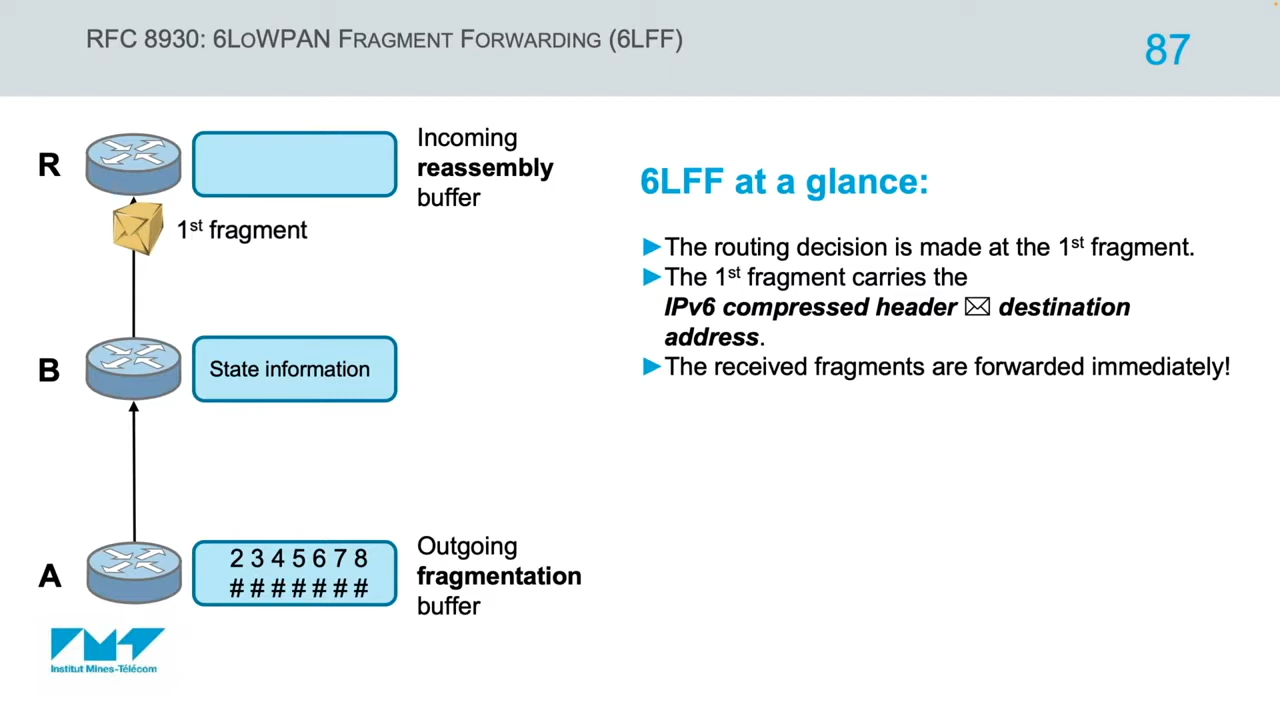 RFC 8930: 6LoWPAN Fragment Forwarding (6LFF)
87
R
Incoming
reassembly
buffer
1st fragment
B
State information
A
2 3 4 5 6 7 8
# # # # # # #
Outgoing
fragmentation
buffer
6LFF at a glance:
►The routing decision is made at the 1st fragment.
►The 1st fragment carries the
IPv6 compressed header ✉ destination
address.
►The received fragments are forwarded immediately!
Institut Mines-Télécom